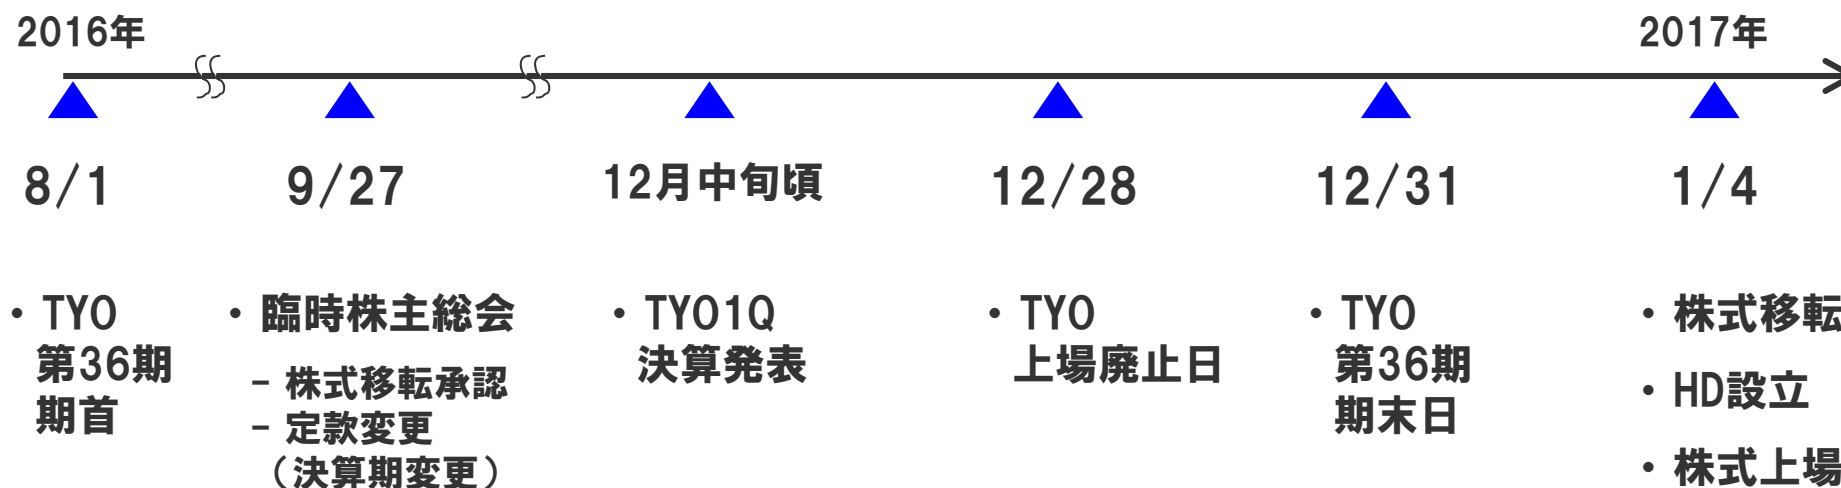 2016年
2017年
8/1
9/27
12月中旬頃
12/28
12/31
1/4
・TYO
第36期
期首
・臨時株主総会
- 株式移転承認
- 定款変更
（決算期変更）
・TYO1Q
決算発表
・TYO
上場廃止日
・TYO
第36期
期末日
・株式移転
・HD設立
・株式上場